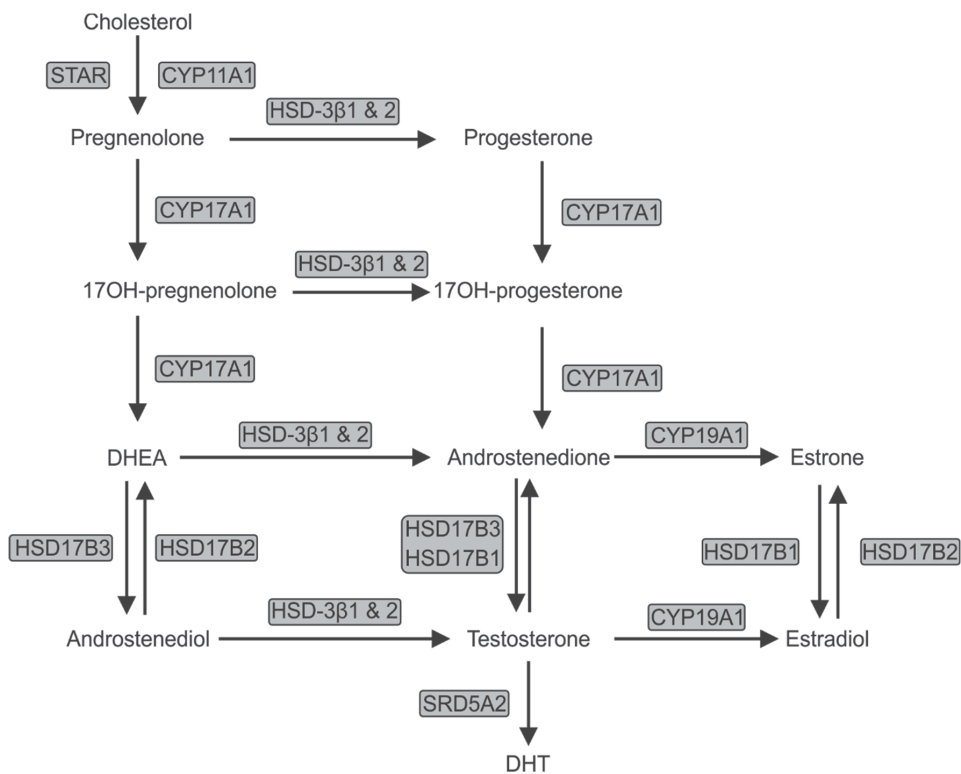 Cholesterol
STAR
CYP11A1
HSD-3β1 & 2
Pregnenolone
Progesterone
CYP17A1
CYP17A1
HSD-3β1 & 2
17OH-pregnenolone
17OH-progesterone
CYP17A1
CYP17A1
HSD-3β1 & 2
CYP19A1
DHEA
Androstenedione
Estrone
HSD17B3
HSD17B2
HSD17B3
HSD17B1
HSD17B1
HSD17B2
HSD-3β1 & 2
CYP19A1
Androstenediol
Testosterone
Estradiol
SRD5A2
DHT